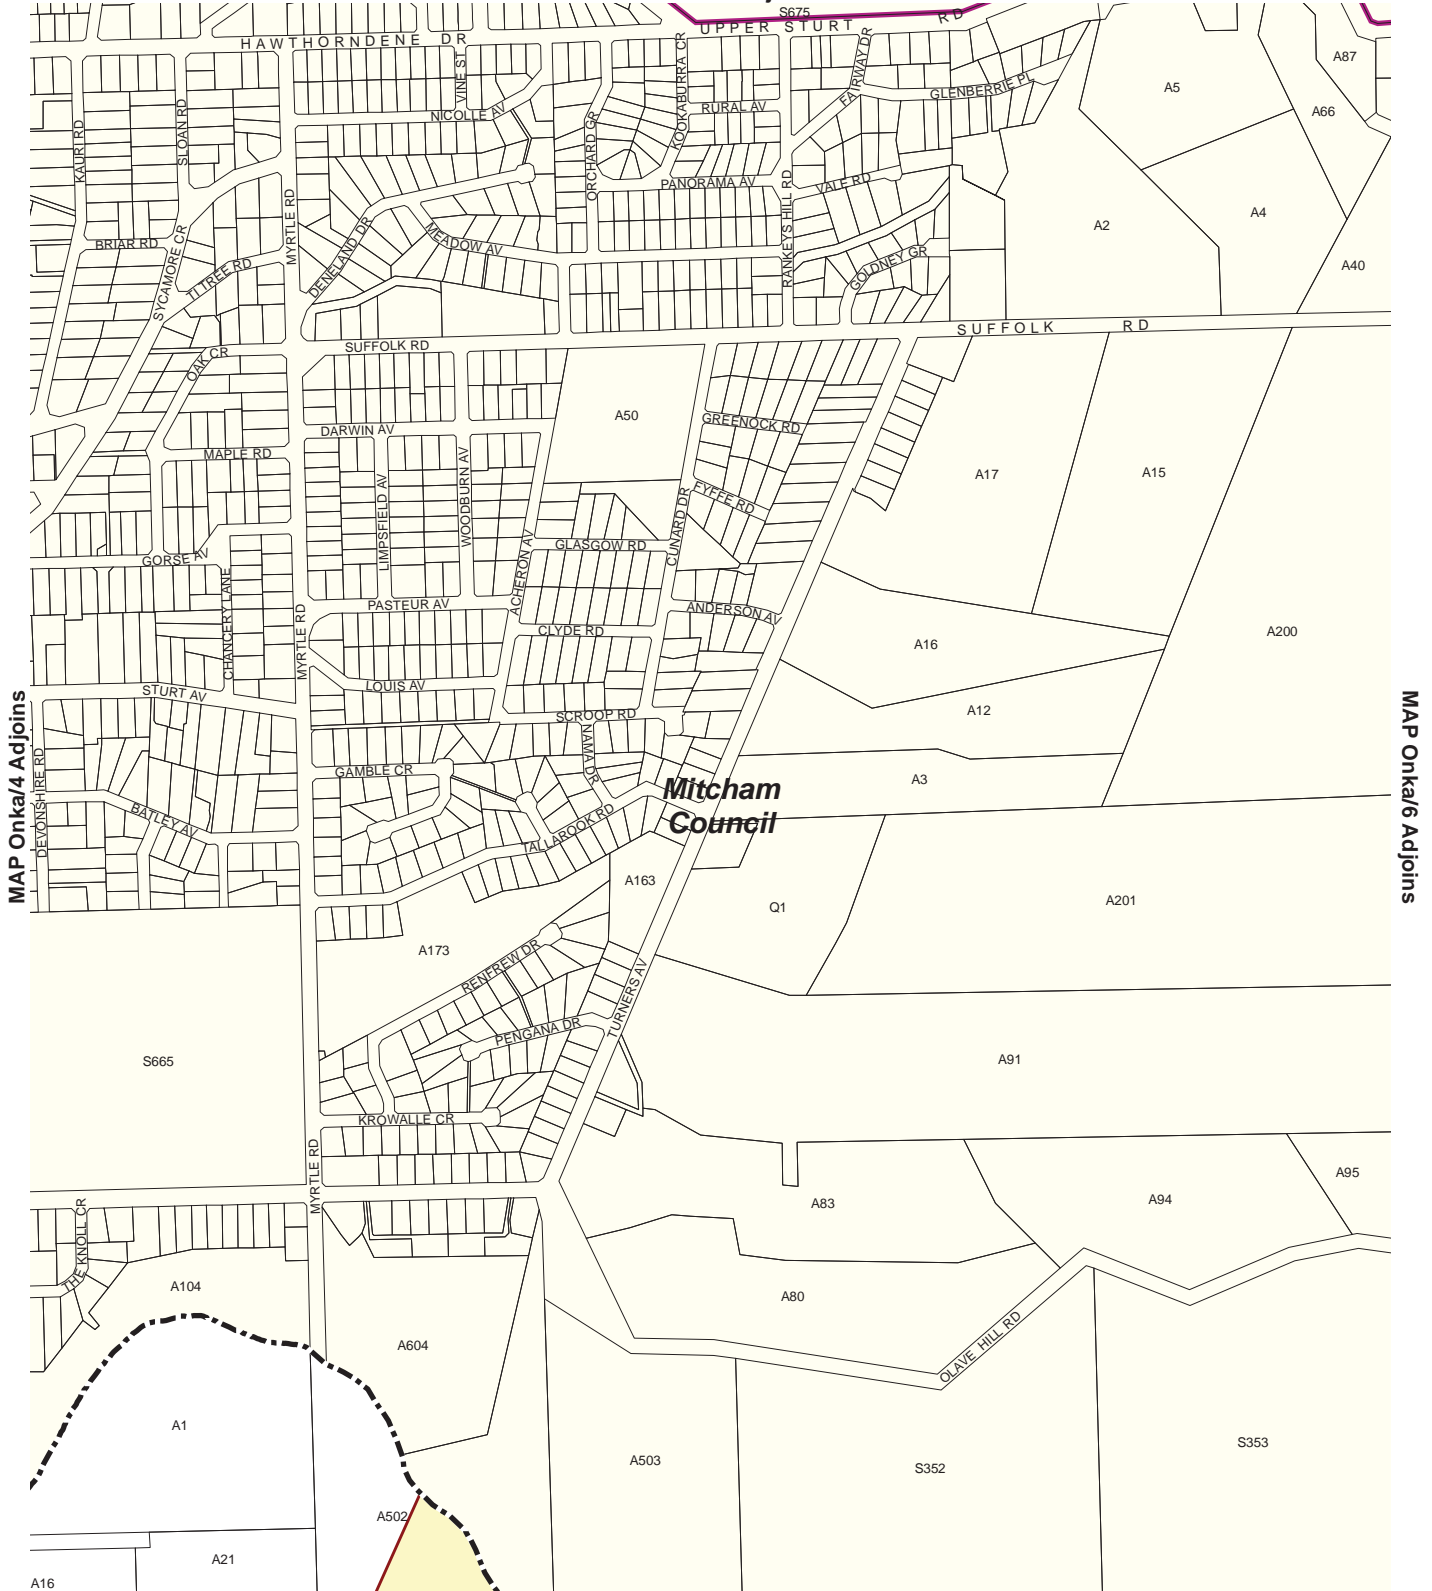 S675
UPPER STURT RD
HAWTHORNDENE DR
VINE ST
KOOKABURRA CR
FAIRWAY DR
A87
GLENBERRIE PL
A5
NICOLLE AV
RURAL AV
A66
KAURI RD
SLOAN RD
ORCHARD GR
PANORAMA AV
VALE RD
MYRTLE RD
RANKEYS HILL RD
A2
A4
BRIAR RD
SYCAMORE CR
TI TREE RD
DENELAND DR
MEADOW AV
GOLDNEY GR
A40
SUFFOLK RD
SUFFOLK RD
OAK CR
A50
GREENOCK RD
DARWIN AV
MAPLE RD
LIMPSFIELD AV
WOODBURN AV
A17
A15
FYFFE RD
CUNARD DR
GLASGOW RD
ACHERON AV
GORSE AV
CHANCERY LANE
PASTEUR AV
ANDERSON AV
MYRTLE RD
CLYDE RD
A16
A200
LOUIS AV
STURT AV
SCROOP RD
A12
MAP Onka/4 Adjoins
MAP Onka/6 Adjoins
NAMA DR
GAMBLE CR
A3
DEVONSHIRE RD
Mitcham
Council
BATLEY AV
TALLAROOK RD
A163
Q1
A201
A173
RENFREW DR
TURNERS AV
PENGANA DR
S665
A91
KROWALLE CR
MYRTLE RD
A95
A83
A94
THE KNOLL CR
A104
A80
A604
OLAVE HILL RD
A1
S353
A503
S352
A502
A21
A16